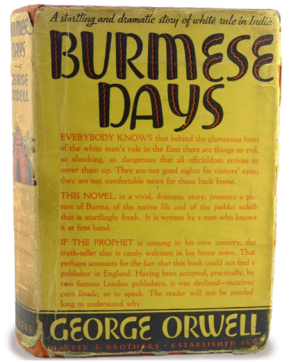 A startling and dramatic story of white rule in India
BURMESE
DAYS
EVERYBODY KNOWS that behind the glamorous front
of the white man's rule in the East there are things so evil,
so shocking, so dangerous that all officialdom strives to
cover them up. They are not good sights for visitors' eyes;
they are not comfortable news for those back home.
THIS NOVEL, in a vivid, dramatic story, presents a pic-
ture of Burma, of the native life and of the pukka sahib
that is startlingly frank. It is written by a man who knows
it at first hand.
IF THE PROPHET is unsung in his own country, the
truth-seller also is rarely welcome in his home town. That
perhaps accounts for the fact that this book could not find a
publisher in England. Having been accepted, practically, by
two famous London publishers, it was declined—maxima
cum laude, so to speak. The reader will not be puzzled
long to understand why.
GEORGE ORWELL
HARPER & BROTHERS ESTABLISHED
DAYS
GEORGE
ORWELL